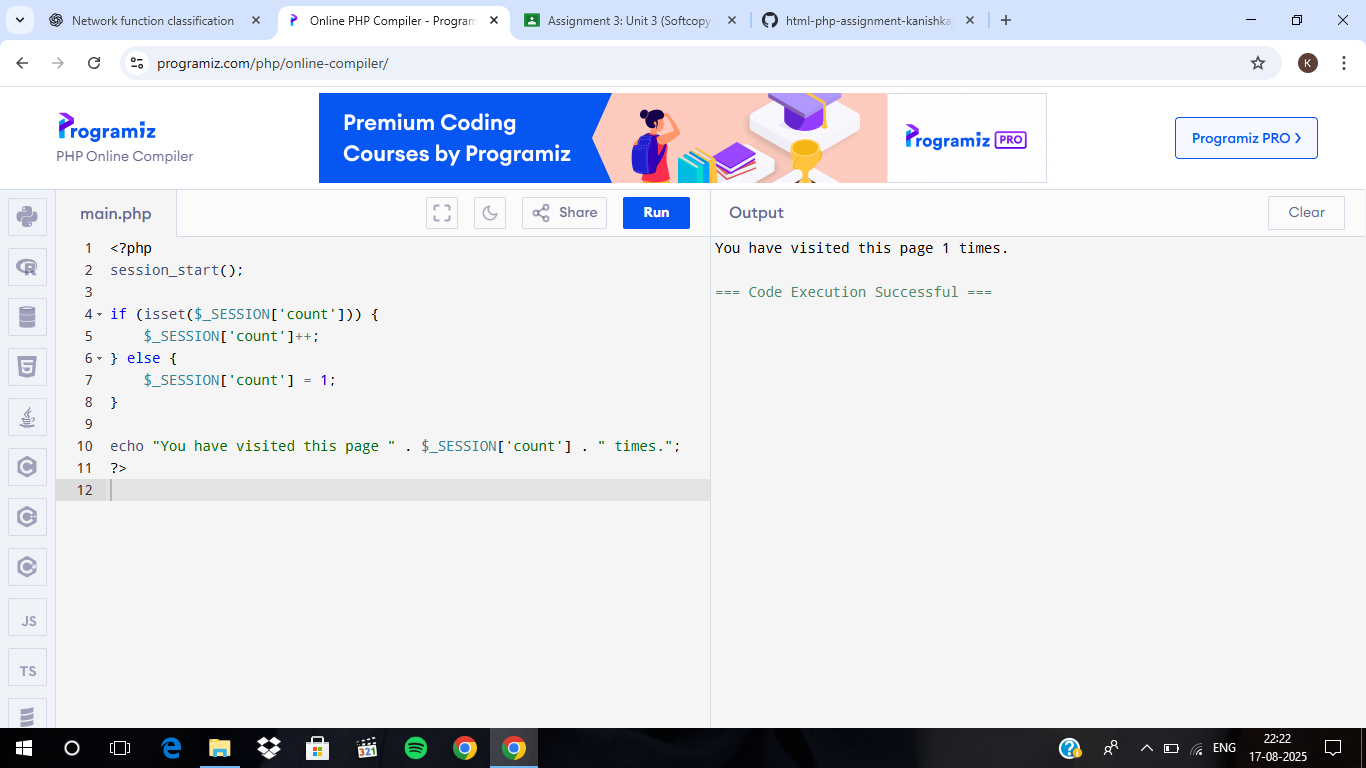 Network function classification
Online PHP Compiler - Program
Assignment 3: Unit 3 (Softcopy
html-php-assignment-kanishka
programiz.com/php/online-compiler/
K
Programiz
PHP Online Compiler
Premium Coding
Courses by Programiz
Programiz PRO
Programiz PRO >
main.php
Share
Run
Output
Clear
1 <?php
2 session_start();
3
4 if (isset($_SESSION['count'])) {
5     $_SESSION['count']++;
6 } else {
7     $_SESSION['count'] = 1;
8 }
9
10 echo "You have visited this page " . $_SESSION['count'] . " times.";
11 ?>
12
You have visited this page 1 times.
=== Code Execution Successful ===
JS
TS
321
ENG
22:22
17-08-2025